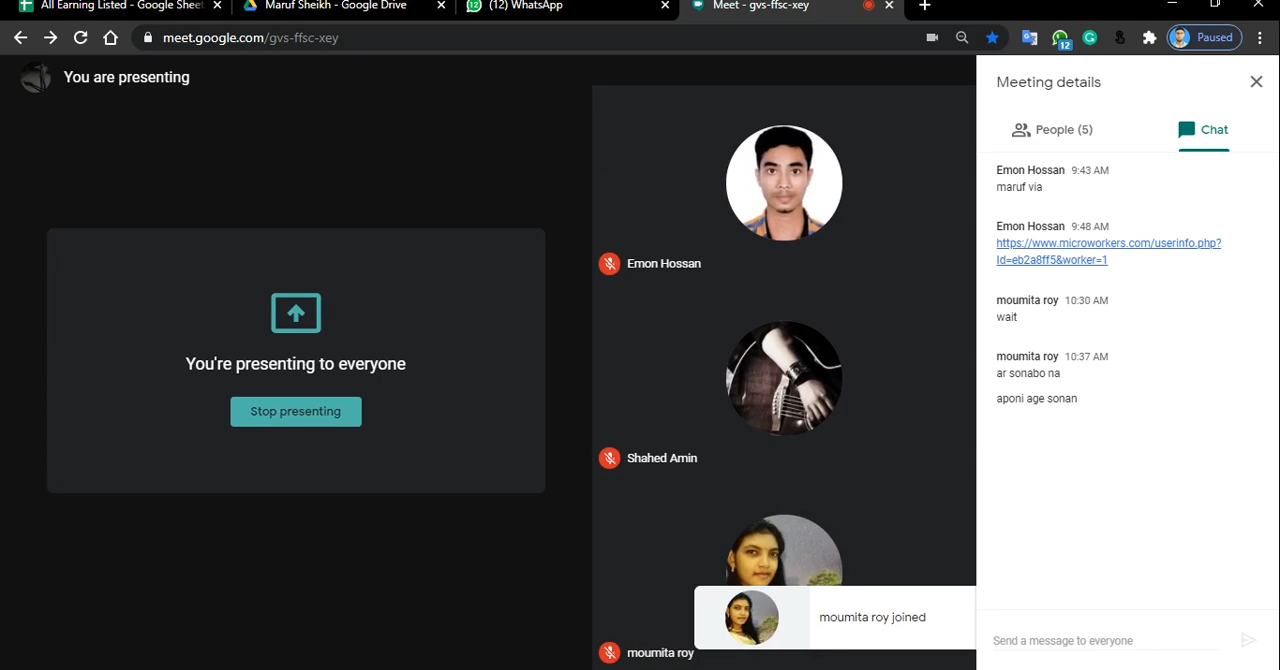 All Earning Listed - Google Sheet
Maruf Sheikh - Google Drive
12
(12) WhatsApp
Meet - gvs-ffsc-xey
meet.google.com/gvs-ffsc-xey
12
Paused
You are presenting
You're presenting to everyone
Stop presenting
Emon Hossan
Shahed Amin
moumita roy joined
moumita roy
Meeting details
People (5)
Chat
Emon Hossan 9:43 AM
maruf via
Emon Hossan 9:48 AM
https://www.microworkers.com/userinfo.php?
Id=eb2a8ff5&worker=1
moumita roy 10:30 AM
wait
moumita roy 10:37 AM
ar sonabo na
aponi age sonan
Send a message to everyone